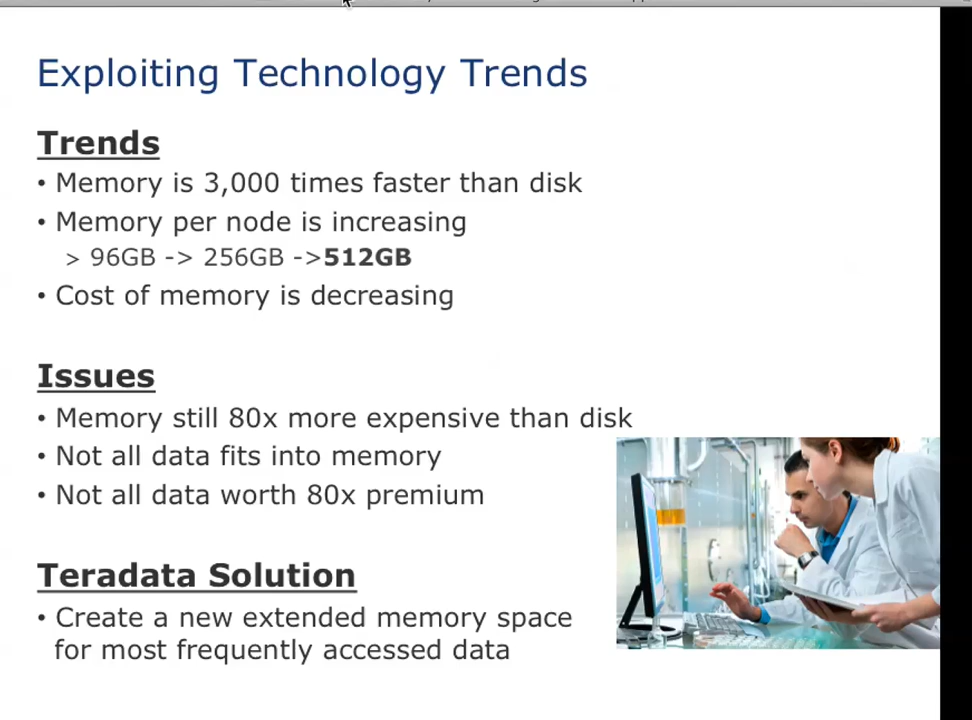 Exploiting Technology Trends
Trends
• Memory is 3,000 times faster than disk
• Memory per node is increasing
> 96GB -> 256GB ->512GB
• Cost of memory is decreasing
Issues
• Memory still 80x more expensive than disk
• Not all data fits into memory
• Not all data worth 80x premium
Teradata Solution
• Create a new extended memory space
for most frequently accessed data